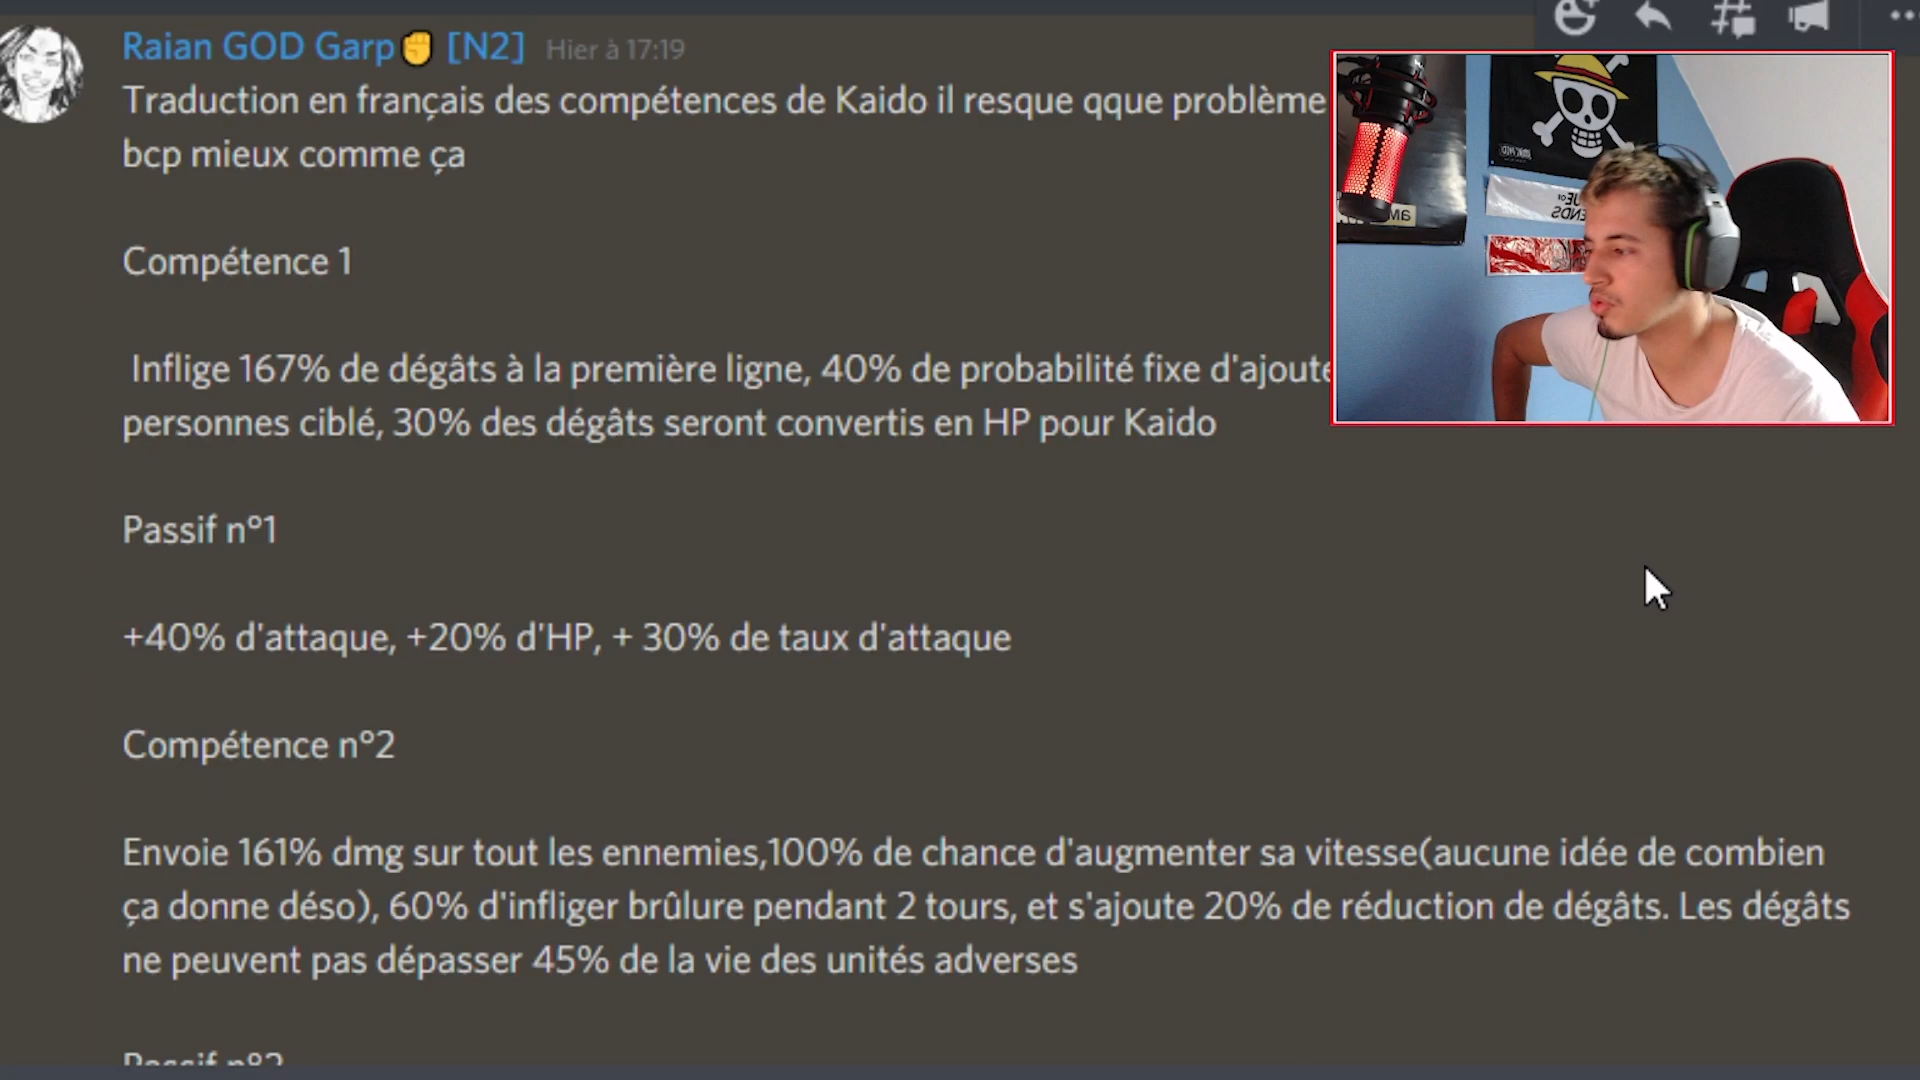 Raian GOD Garp✊ [N2] Hier à 17:19
Traduction en français des compétences de Kaido il resque qque problème
bcp mieux comme ça
Compétence 1
Inflige 167% de dégâts à la première ligne, 40% de probabilité fixe d'ajoute
personnes ciblé, 30% des dégâts seront convertis en HP pour Kaido
Passif n°1
+40% d'attaque, +20% d'HP, + 30% de taux d'attaque
Compétence n°2
Envoie 161% dmg sur tout les ennemies,100% de chance d'augmenter sa vitesse(aucune idée de combien
ça donne déso), 60% d'infliger brûlure pendant 2 tours, et s'ajoute 20% de réduction de dégâts. Les dégâts
ne peuvent pas dépasser 45% de la vie des unités adverses
Passif n°2